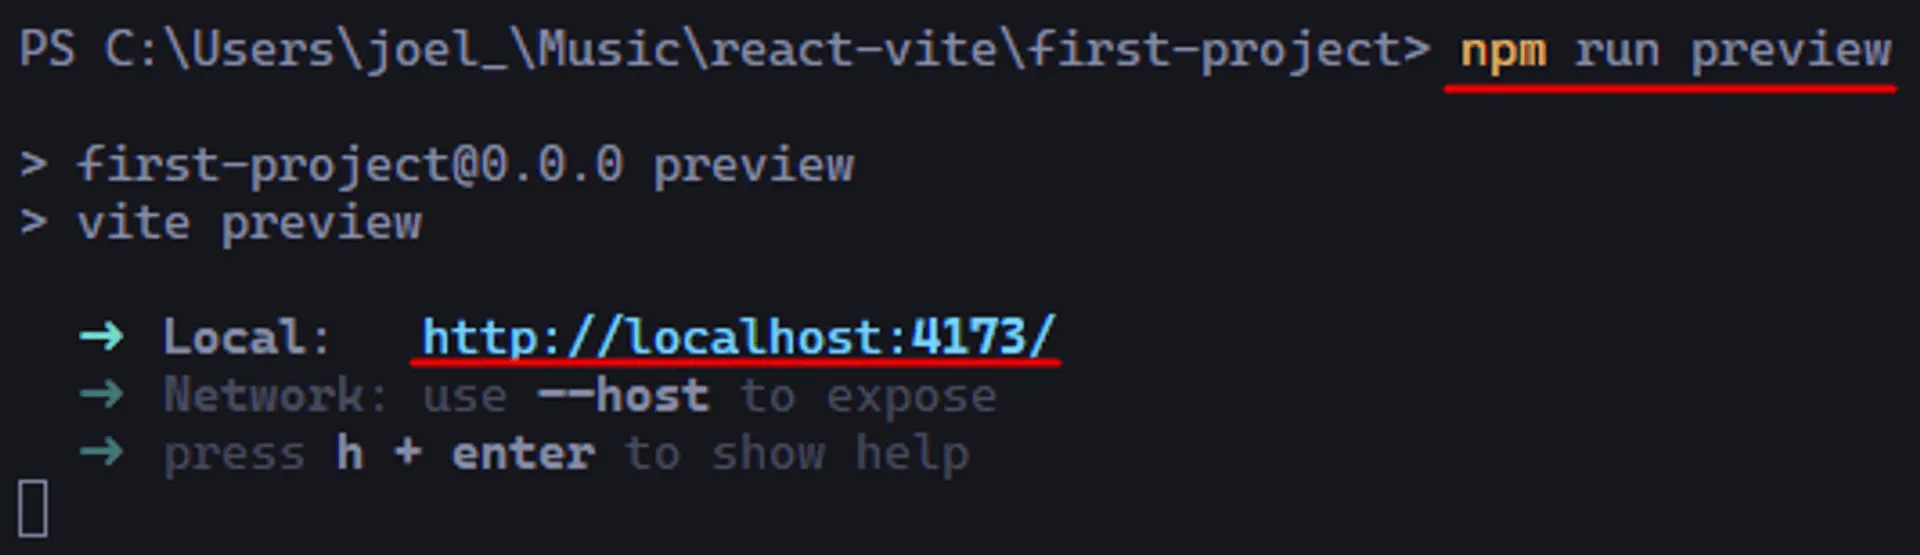 PS C:\Users\joel_\Music\react-vite\first-project> npm run preview
> first-project@0.0.0 preview
> vite preview
➜ Local: http://localhost:4173/
➜ Network: use --host to expose
➜ press h + enter to show help